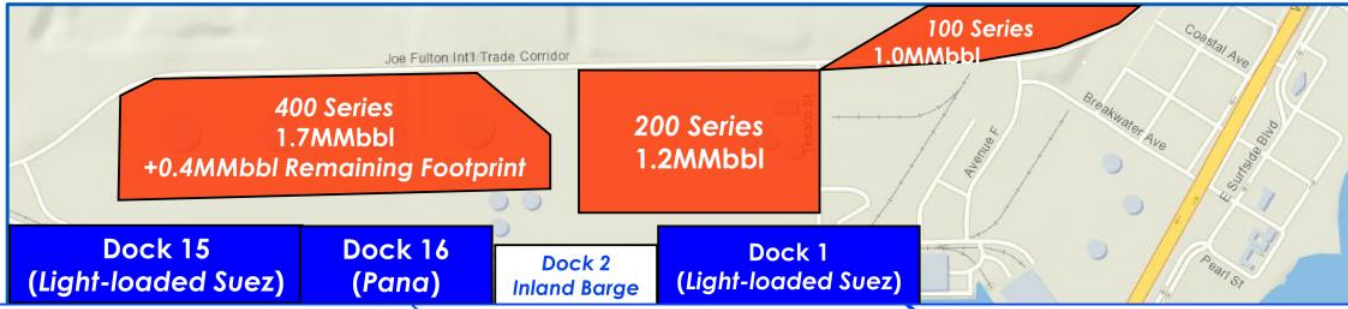 100 Series
1.0MMbbl
Joe Fulton Int'l Trade Corridor
Coastal Ave
Breakwater Ave
E Surfside Blvd
Avenue F
Texaco St
400 Series
1.7MMbbl
+0.4MMbbl Remaining Footprint
200 Series
1.2MMbbl
Pearl St
Dock 15
(Light-loaded Suez)
Dock 16
(Pana)
Dock 2
Inland Barge
Dock 1
(Light-loaded Suez)